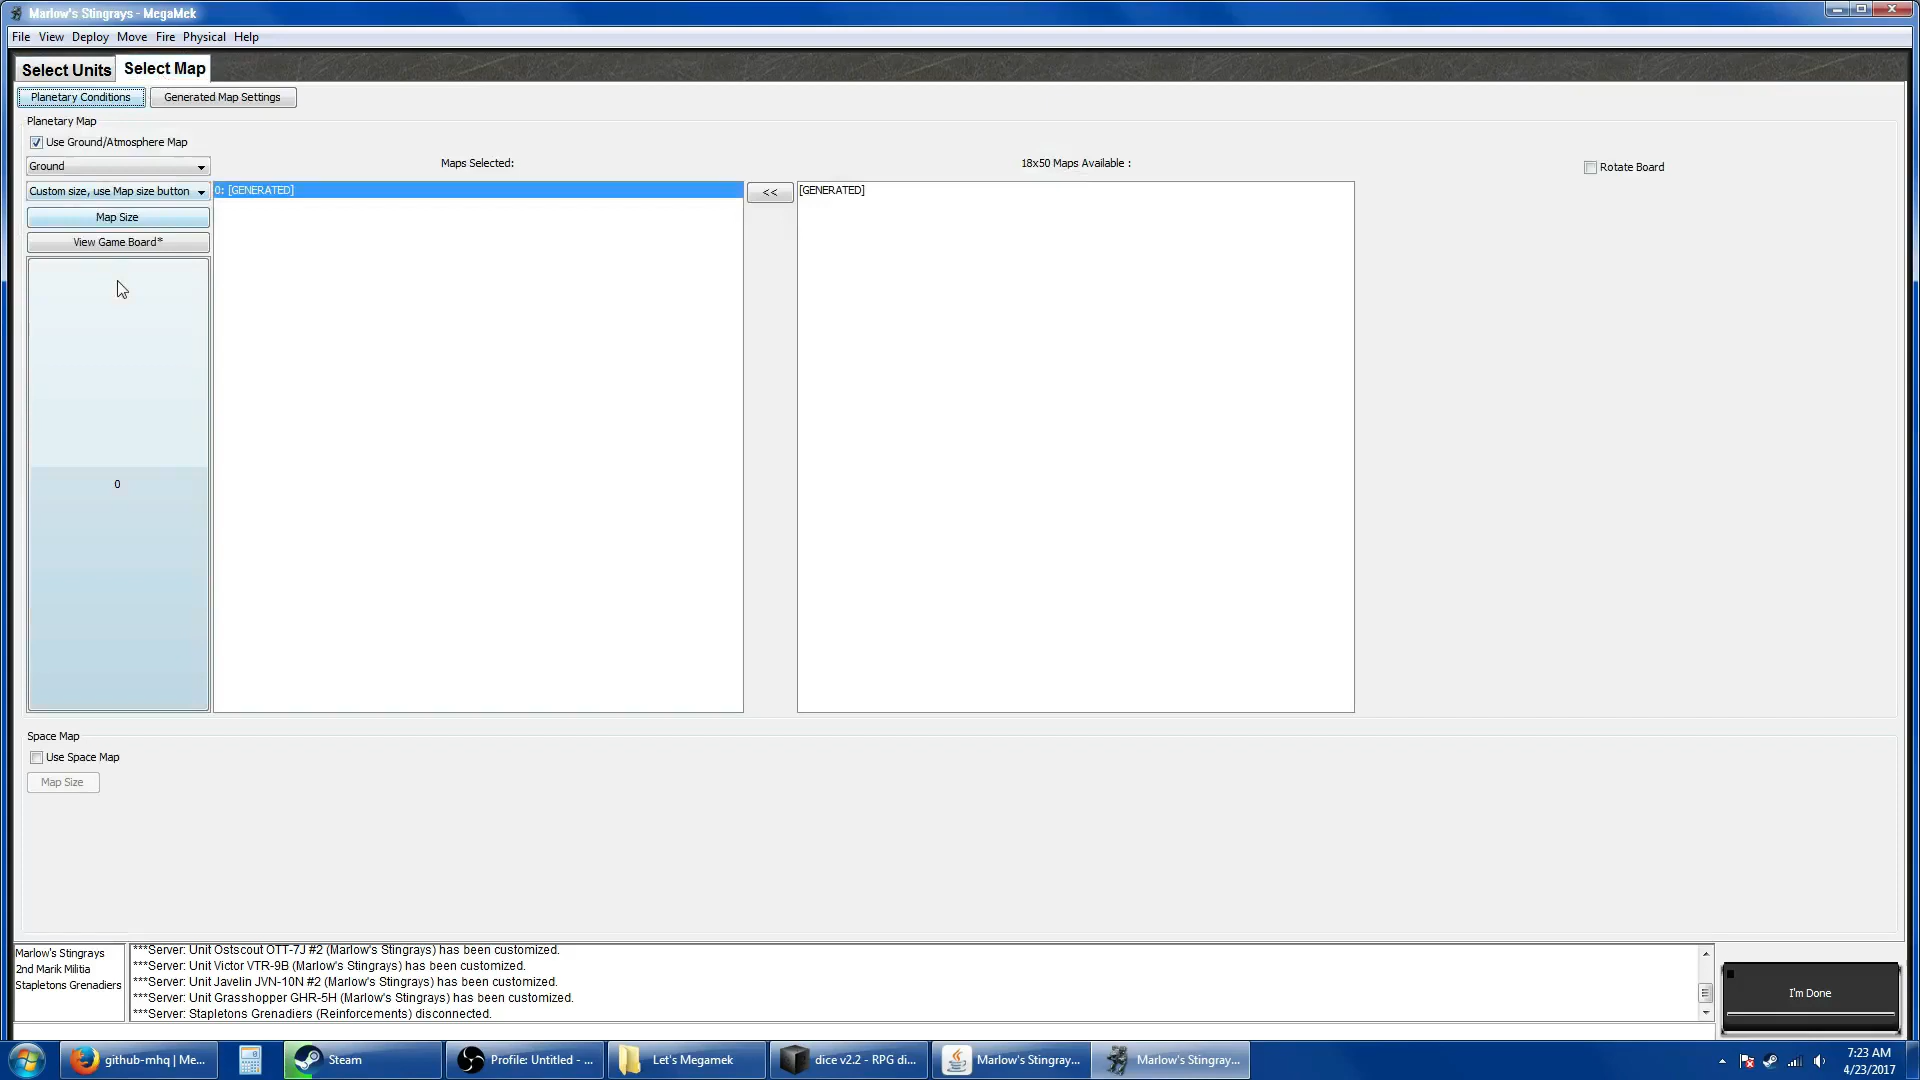 Marlow's Stingrays - MegaMek
File View Deploy Move Fire Physical Help
Select Units Select Map
Planetary Conditions Generated Map Settings
Planetary Map
Use Ground/Atmosphere Map
Ground
Maps Selected:
18x50 Maps Available :
Rotate Board
Custom size, use Map size button
0: [GENERATED]
<<
[GENERATED]
Map Size
View Game Board*
0
Space Map
Use Space Map
Map Size
Marlow's Stingrays
2nd Marik Militia
Stapletons Grenadiers
***Server: Unit Ostscout OTT-7J #2 (Marlow's Stingrays) has been customized.
***Server: Unit Victor VTR-9B (Marlow's Stingrays) has been customized.
***Server: Unit Javelin JVN-10N #2 (Marlow's Stingrays) has been customized.
***Server: Unit Grasshopper GHR-5H (Marlow's Stingrays) has been customized.
***Server: Stapletons Grenadiers (Reinforcements) disconnected.
I'm Done
github-mhq | Me...
Steam
Profile: Untitled - ...
Let's Megamek
dice v2.2 - RPG di...
Marlow's Stingray...
Marlow's Stingray...
7:23 AM
4/23/2017